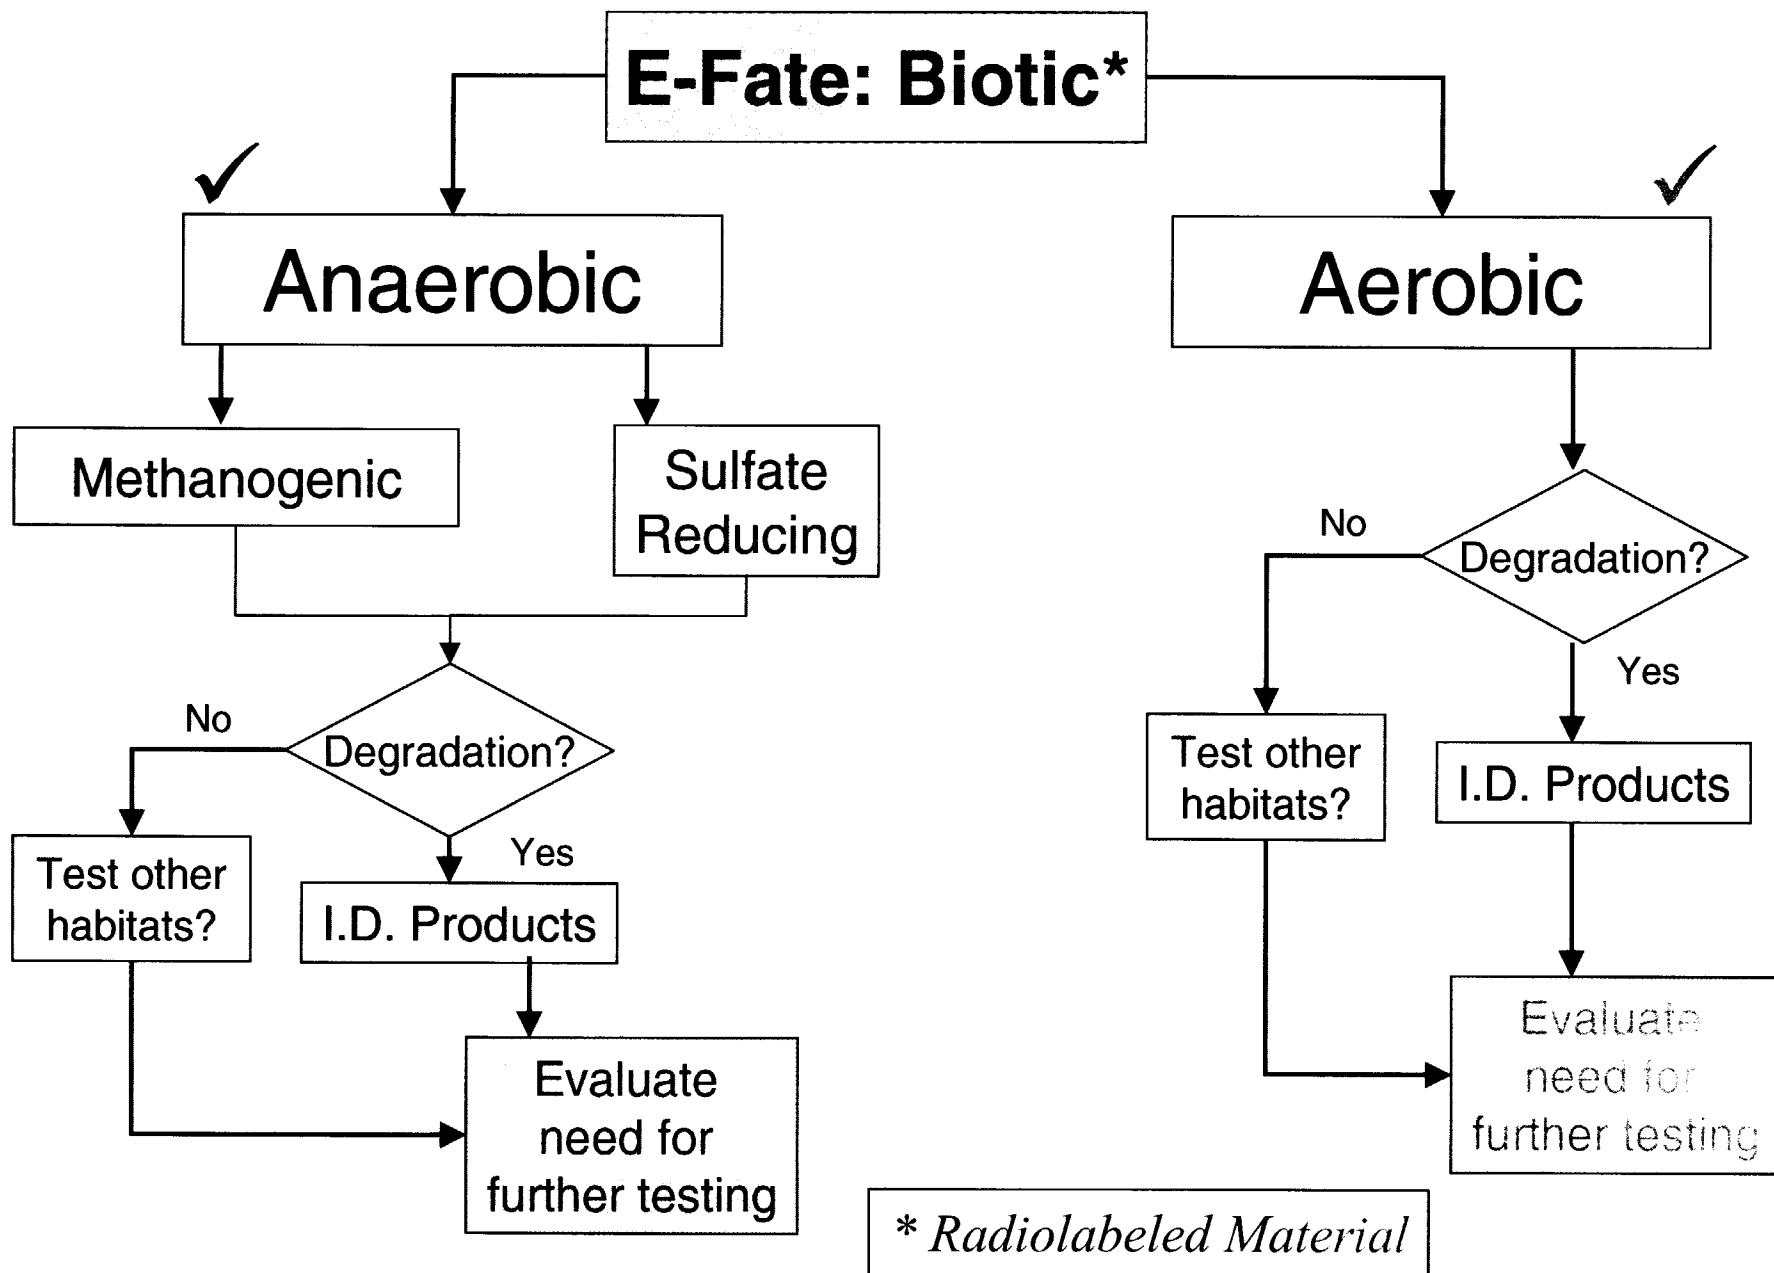 E-Fate: Biotic*
Anaerobic
Aerobic
Methanogenic
Sulfate
Reducing
Degradation?
No
Yes
Test other
habitats?
I.D. Products
Evaluate
need for
further testing
Degradation?
No
Yes
Test other
habitats?
I.D. Products
Evaluate
need for
further testing
* Radiolabeled Material